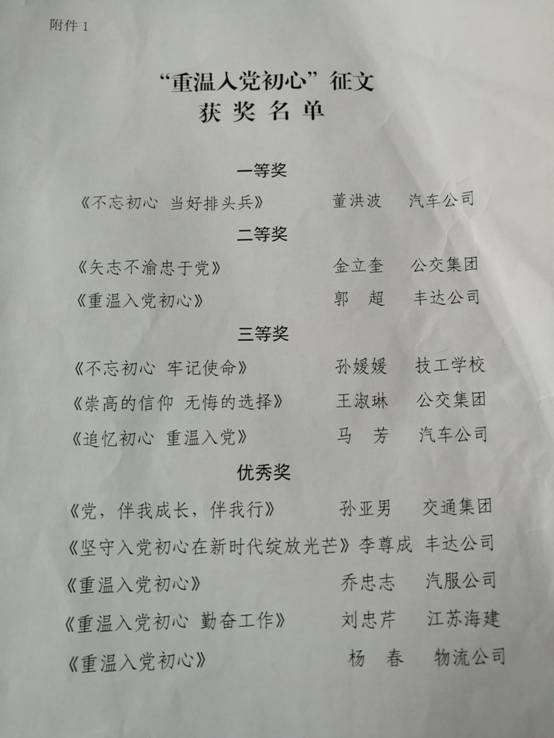 附件1
“重温入党初心”征文
获奖名单
一等奖
《不忘初心 当好排头兵》 董洪波 汽车公司
二等奖
《矢志不渝忠于党》 金立奎 公交集团
《重温入党初心》 郭 超 丰达公司
三等奖
《不忘初心 牢记使命》 孙媛媛 技工学校
《崇高的信仰 无悔的选择》 王淑琳 公交集团
《追忆初心 重温入党》 马 芳 汽车公司
优秀奖
《党，伴我成长，伴我行》 孙亚男 交通集团
《坚守入党初心在新时代绽放光芒》李尊成 丰达公司
《重温入党初心》 乔忠志 汽服公司
《重温入党初心 勤奋工作》 刘忠芹 江苏海建
《重温入党初心》 杨 春 物流公司